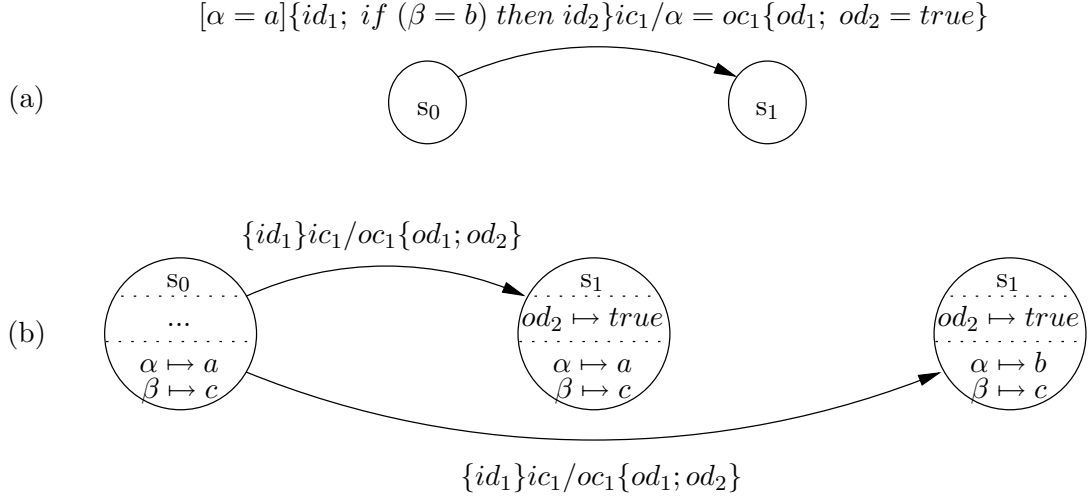 [α = a]{id₁; if (β = b) then id₂}ic₁/α = oc₁{od₁; od₂ = true}
(a)
s₀
s₁
{id₁}ic₁/oc₁{od₁; od₂}
(b)
s₀
...
α ↦ a
β ↦ c
s₁
od₂ ↦ true
α ↦ a
β ↦ c
s₁
od₂ ↦ true
α ↦ b
β ↦ c
{id₁}ic₁/oc₁{od₁; od₂}